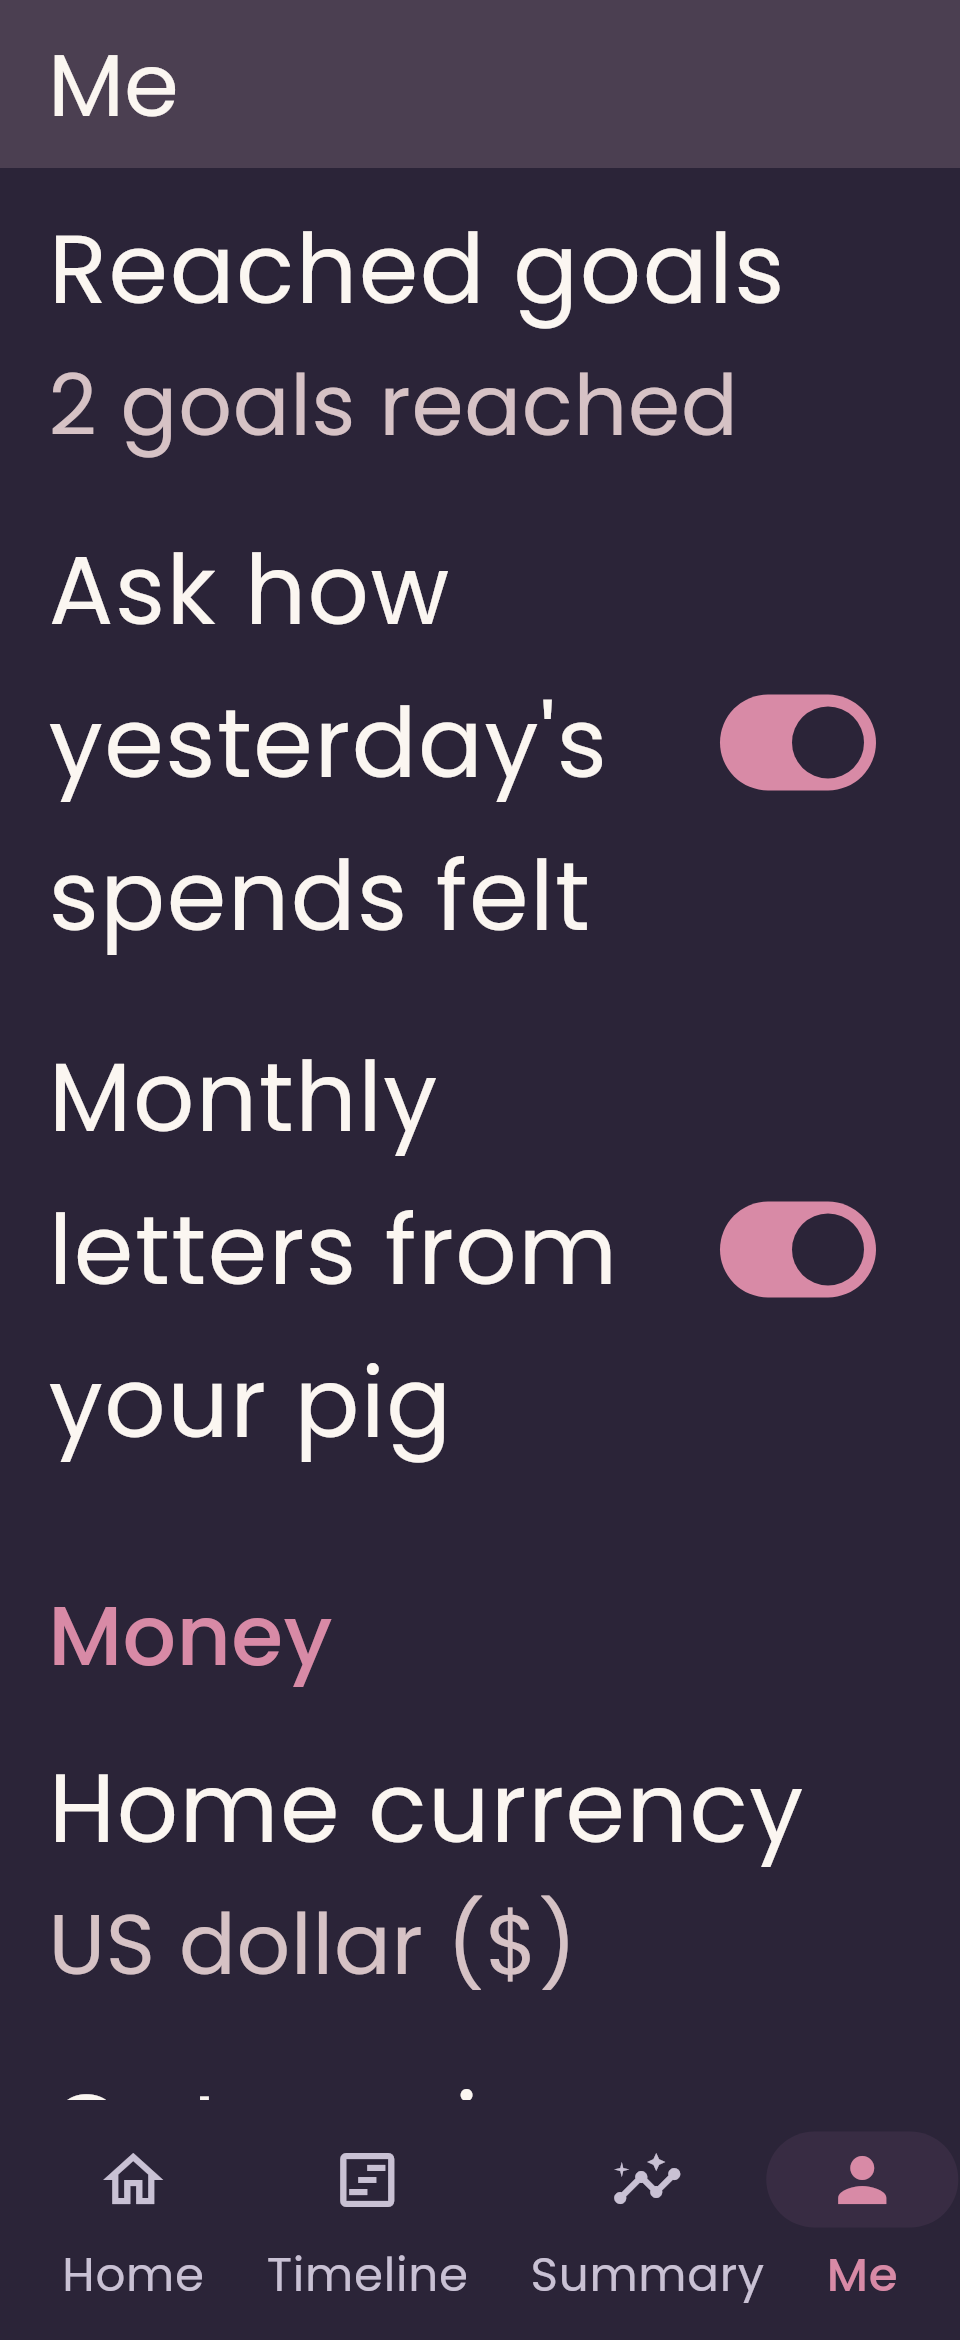 Me
Reached goals
2 goals reached
Ask how
yesterday's
spends felt
Monthly
letters from
your pig
Money
Home currency
US dollar ($)
Home
Timeline
Summary
Me